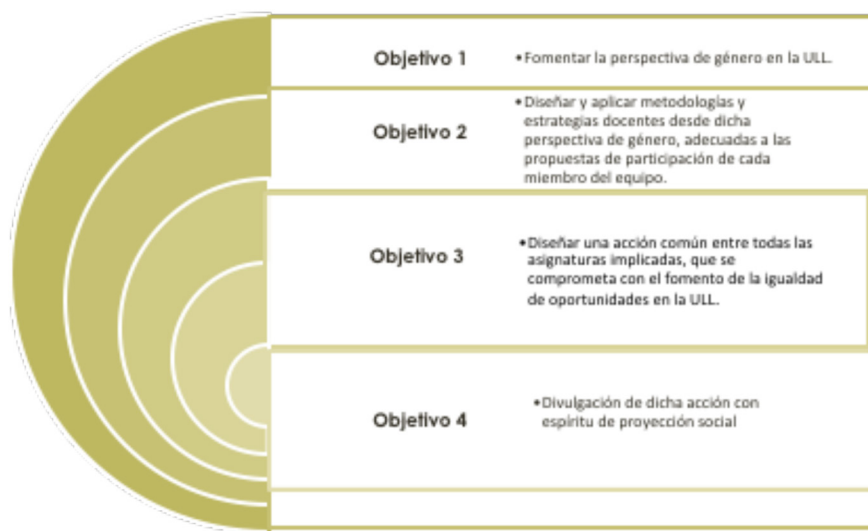 Objetivo 1
•Fomentar la perspectiva de género en la ULL.
Objetivo 2
•Diseñar y aplicar metodologías y
estrategias docentes desde dicha
perspectiva de género, adecuadas a las
propuestas de participación de cada
miembro del equipo.
Objetivo 3
•Diseñar una acción común entre todas las
asignaturas implicadas, que se
comprometa con el fomento de la igualdad
de oportunidades en la ULL.
Objetivo 4
•Divulgación de dicha acción con
espíritu de proyección social